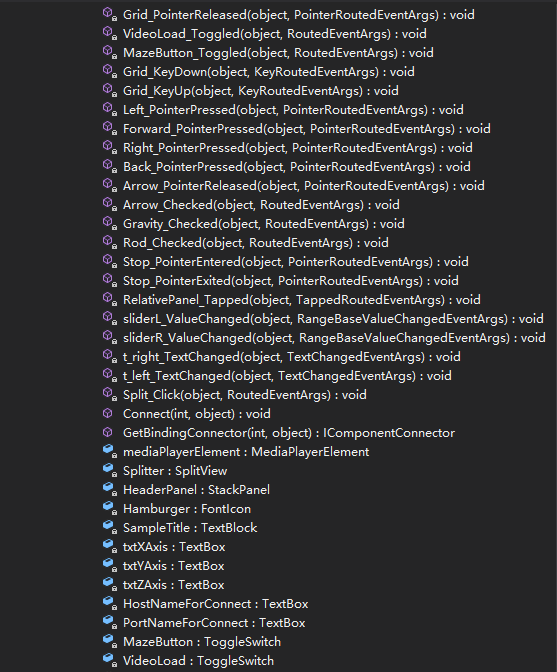 Grid_PointerReleased(object, PointerRoutedEventArgs) : void
VideoLoad_Toggled(object, RoutedEventArgs) : void
MazeButton_Toggled(object, RoutedEventArgs) : void
Grid_KeyDown(object, KeyRoutedEventArgs) : void
Grid_KeyUp(object, KeyRoutedEventArgs) : void
Left_PointerPressed(object, PointerRoutedEventArgs) : void
Forward_PointerPressed(object, PointerRoutedEventArgs) : void
Right_PointerPressed(object, PointerRoutedEventArgs) : void
Back_PointerPressed(object, PointerRoutedEventArgs) : void
Arrow_PointerReleased(object, PointerRoutedEventArgs) : void
Arrow_Checked(object, RoutedEventArgs) : void
Gravity_Checked(object, RoutedEventArgs) : void
Rod_Checked(object, RoutedEventArgs) : void
Stop_PointerEntered(object, PointerRoutedEventArgs) : void
Stop_PointerExited(object, PointerRoutedEventArgs) : void
RelativePanel_Tapped(object, TappedRoutedEventArgs) : void
sliderL_ValueChanged(object, RangeBaseValueChangedEventArgs) : void
sliderR_ValueChanged(object, RangeBaseValueChangedEventArgs) : void
t_right_TextChanged(object, TextChangedEventArgs) : void
t_left_TextChanged(object, TextChangedEventArgs) : void
Split_Click(object, RoutedEventArgs) : void
Connect(int, object) : void
GetBindingConnector(int, object) : IComponentConnector
mediaPlayerElement : MediaPlayerElement
Splitter : SplitView
HeaderPanel : StackPanel
Hamburger : FontIcon
SampleTitle : TextBlock
txtXAxis : TextBox
txtYAxis : TextBox
txtZAxis : TextBox
HostNameForConnect : TextBox
PortNameForConnect : TextBox
MazeButton : ToggleSwitch
VideoLoad : ToggleSwitch